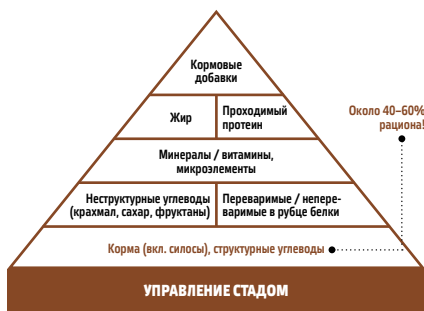 Кормовые
добавки
Жир
Проходимый
протеин
Около 40–60%
рациона!
Минералы / витамины,
микроэлементы
Неструктурные углеводы
(крахмал, сахар, фруктаны)
Переваримые / непере-
варимые в рубце белки
Корма (вкл. силосы), структурные углеводы
УПРАВЛЕНИЕ СТАДОМ